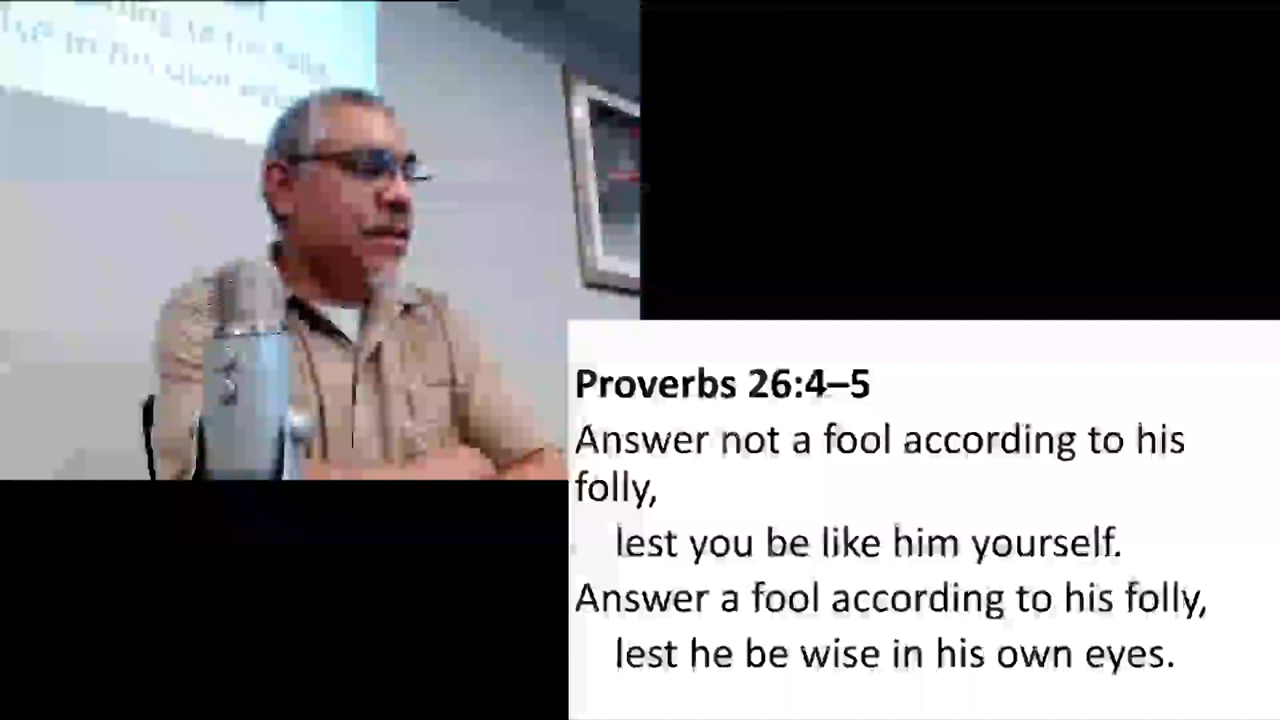 Proverbs 26:4–5
Answer not a fool according to his
folly,
lest you be like him yourself.
Answer a fool according to his folly,
lest he be wise in his own eyes.